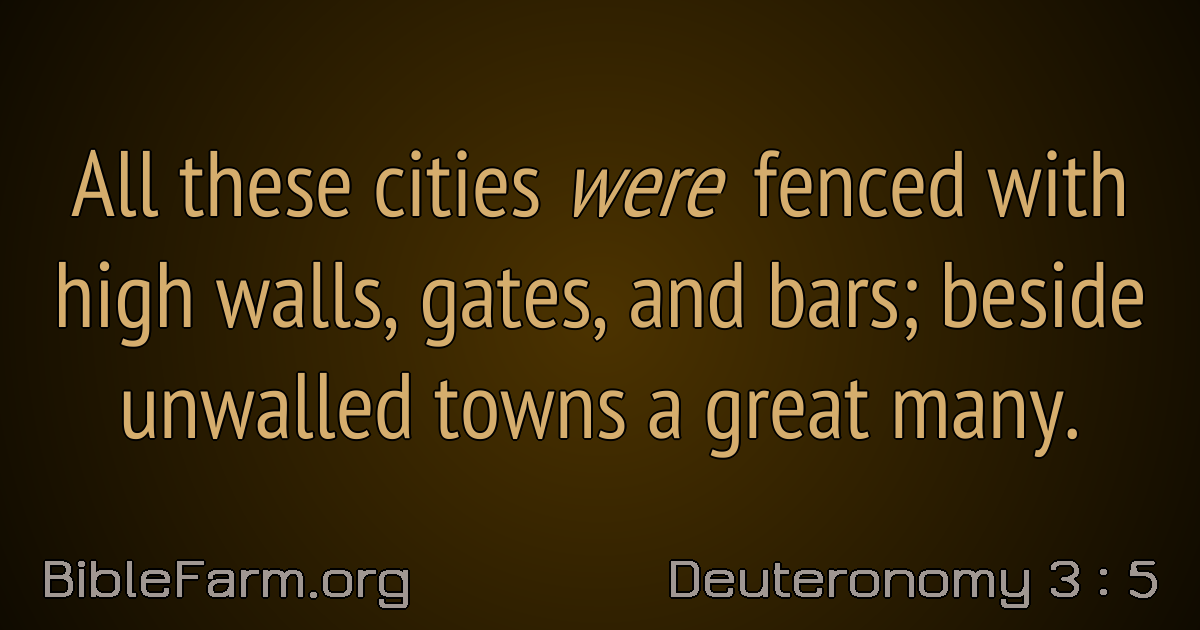 All these cities were fenced with
high walls, gates, and bars; beside
unwalled towns a great many.
BibleFarm.org
Deuteronomy 3 : 5